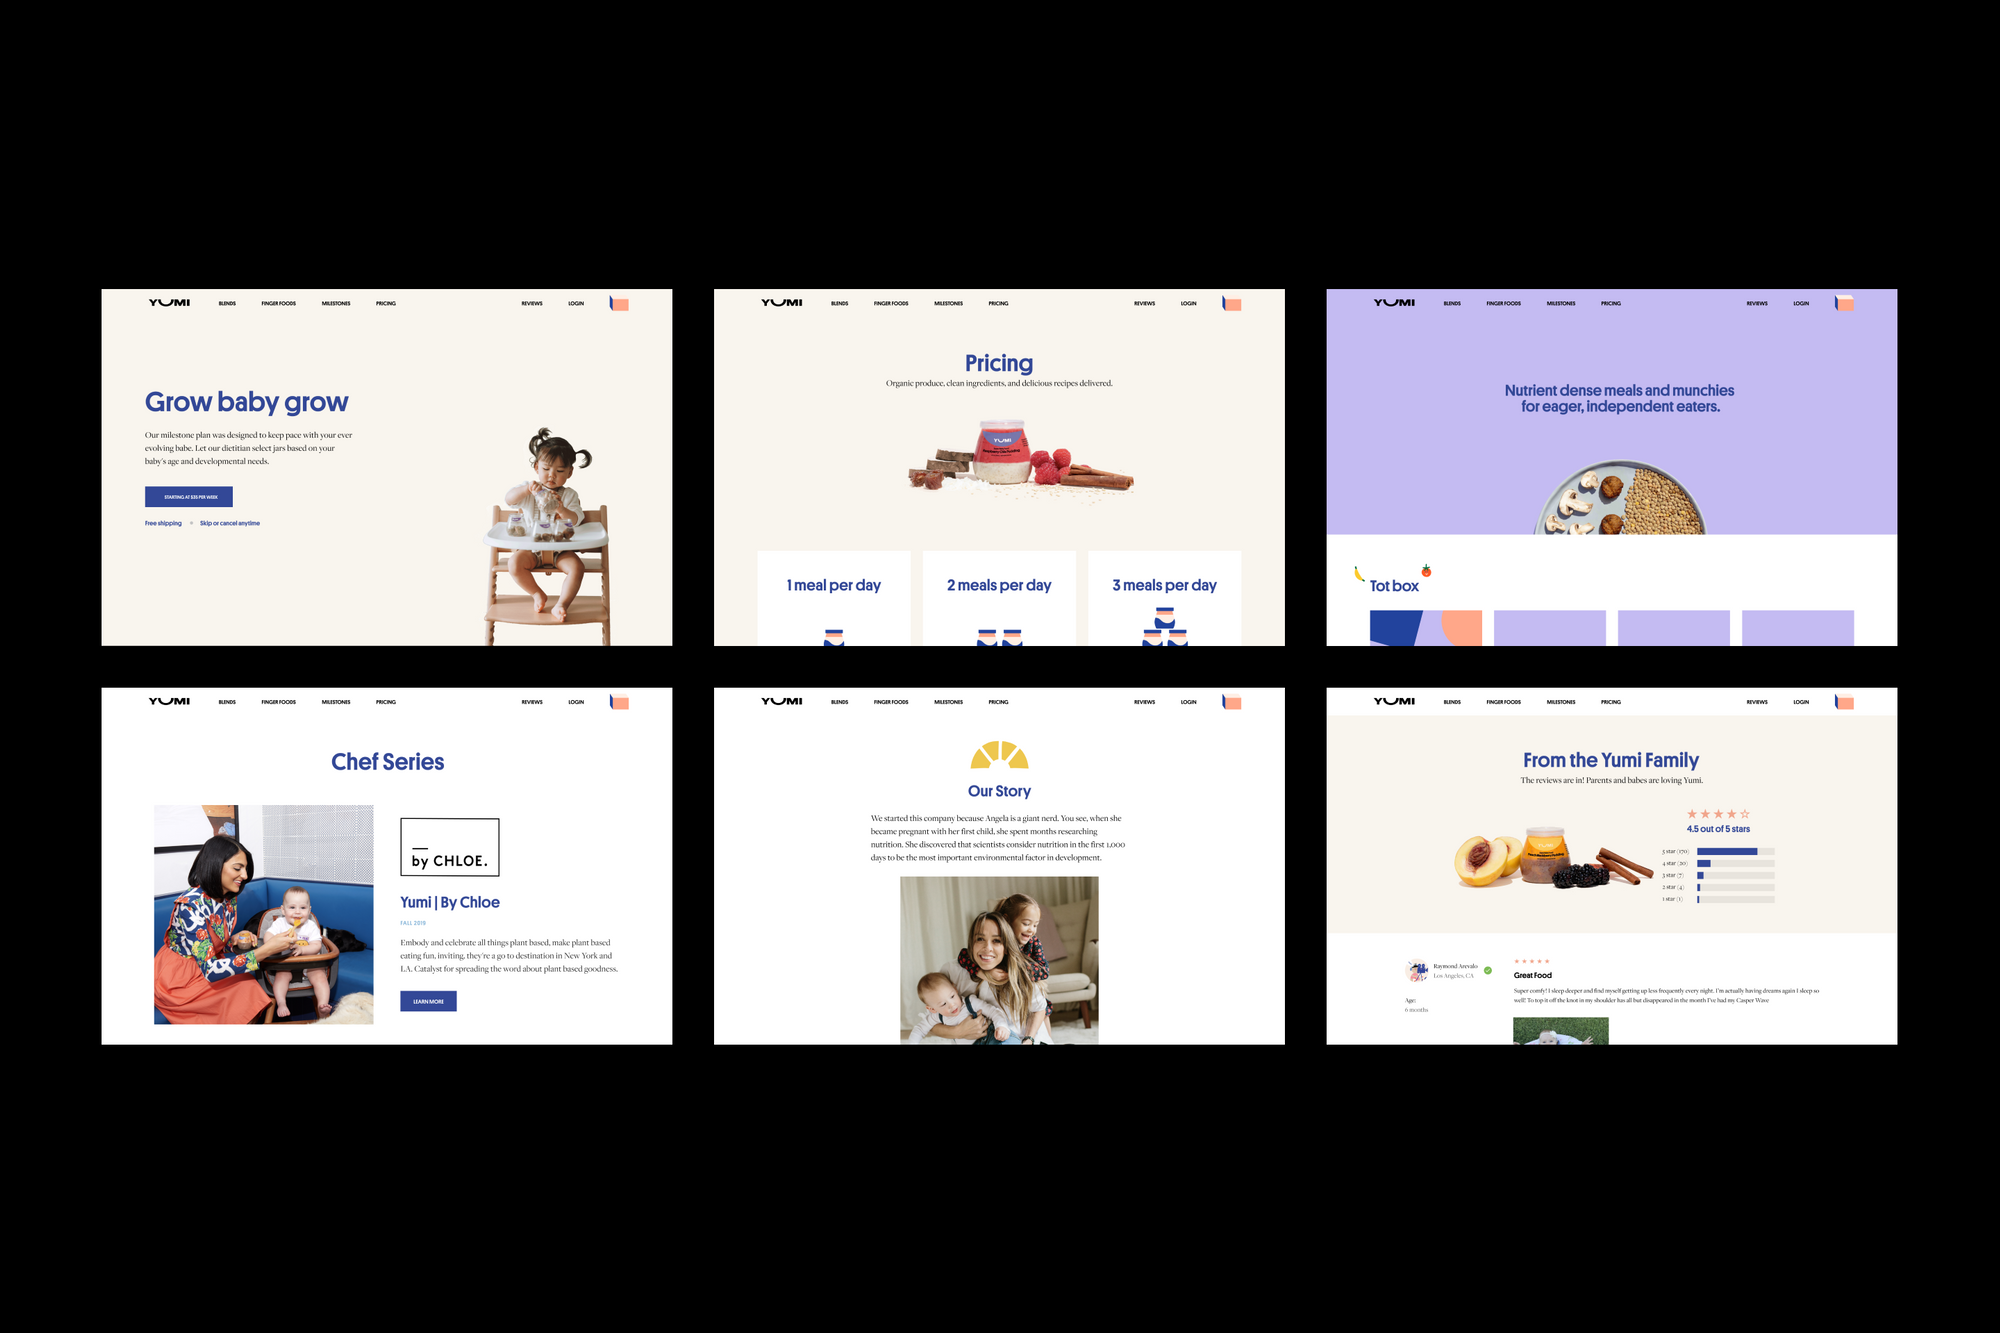 YUMI BLENDS FINGER FOODS MILESTONES PRICING REVIEWS LOGIN
Grow baby grow
Our milestone plan was designed to keep pace with your ever
evolving babe. Let our dietitian select jars based on your
baby's age and developmental needs.
STARTING AT $35 PER WEEK
Free shipping Skip or cancel anytime
YUMI BLENDS FINGER FOODS MILESTONES PRICING REVIEWS LOGIN
Pricing
Organic produce, clean ingredients, and delicious recipes delivered.
YUMI
1 meal per day
2 meals per day
3 meals per day
YUMI BLENDS FINGER FOODS MILESTONES PRICING REVIEWS LOGIN
Nutrient dense meals and munchies
for eager, independent eaters.
Tot box
YUMI BLENDS FINGER FOODS MILESTONES PRICING REVIEWS LOGIN
Chef Series
by CHLOE.
Yumi | By Chloe
FALL 2019
Embody and celebrate all things plant based, make plant based
eating fun, inviting, they're a go to destination in New York and
LA. Catalyst for spreading the word about plant based goodness.
LEARN MORE
YUMI BLENDS FINGER FOODS MILESTONES PRICING REVIEWS LOGIN
Our Story
We started this company because Angela is a giant nerd. You see, when she
became pregnant with her first child, she spent months researching
nutrition. She discovered that scientists consider nutrition in the first 1,000
days to be the most important environmental factor in development.
YUMI BLENDS FINGER FOODS MILESTONES PRICING REVIEWS LOGIN
From the Yumi Family
The reviews are in! Parents and babes are loving Yumi.
4.5 out of 5 stars
5 star (170)
4 star (20)
3 star (7)
2 star (4)
1 star (1)
Raymond Arevalo
Los Angeles, CA
Age:
6 months
Great Food
Super comfy! I sleep deeper and find myself getting up less frequently every night. I'm actually having dreams again I sleep so
well! To top it off the knot in my shoulder has all but disappeared in the month I've had my Casper Wave